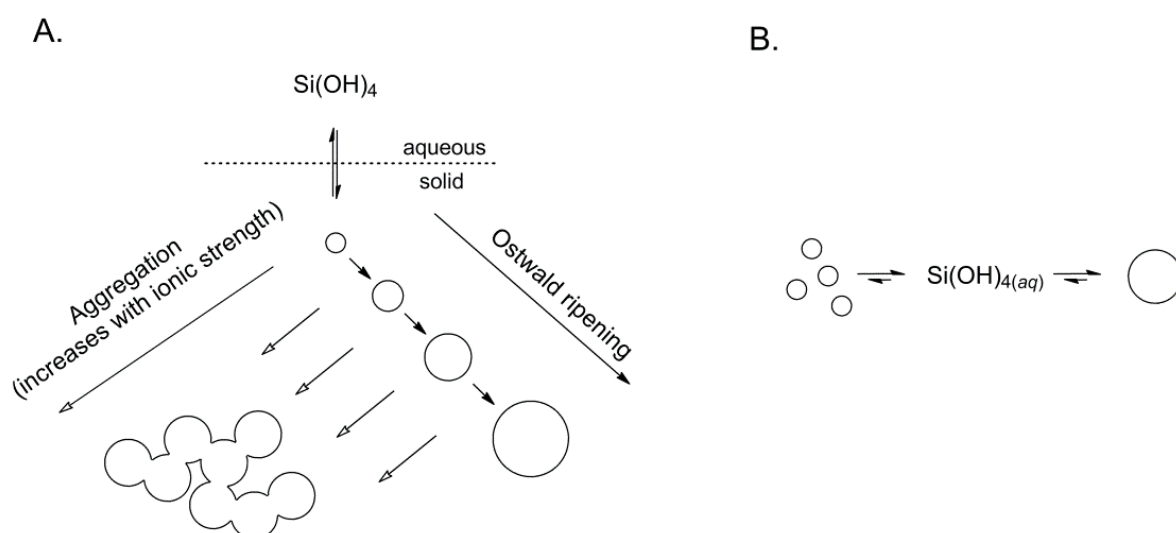 A.
B.
Si(OH)4
aqueous
solid
Aggregation
(increases with ionic strength)
Ostwald ripening
Si(OH)4(aq)